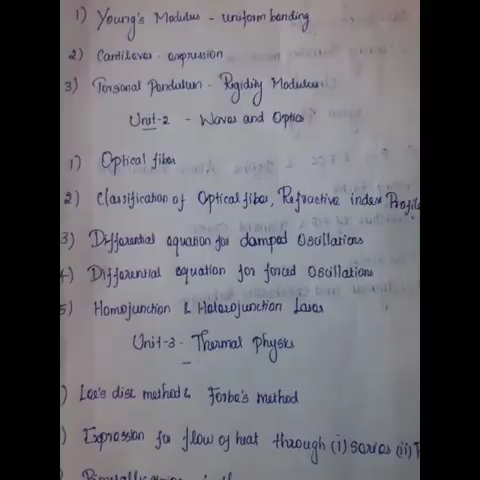 1) Young's Modulus - uniform bending
2) Cantilever - expression
3) Torsional Pendulum - Rigidity Modulus
Unit-2 - Waves and Optics
1) Optical fiber
2) Classification of Optical fiber, Refractive index Profile
3) Differential equation for damped Oscillations
4) Differential equation for forced Oscillations
5) Homojunction & Heterojunction Laser
Unit-3 - Thermal physics
) Lee's disc method & Forbe's method
) Expression for flow of heat through (i) Series (ii)